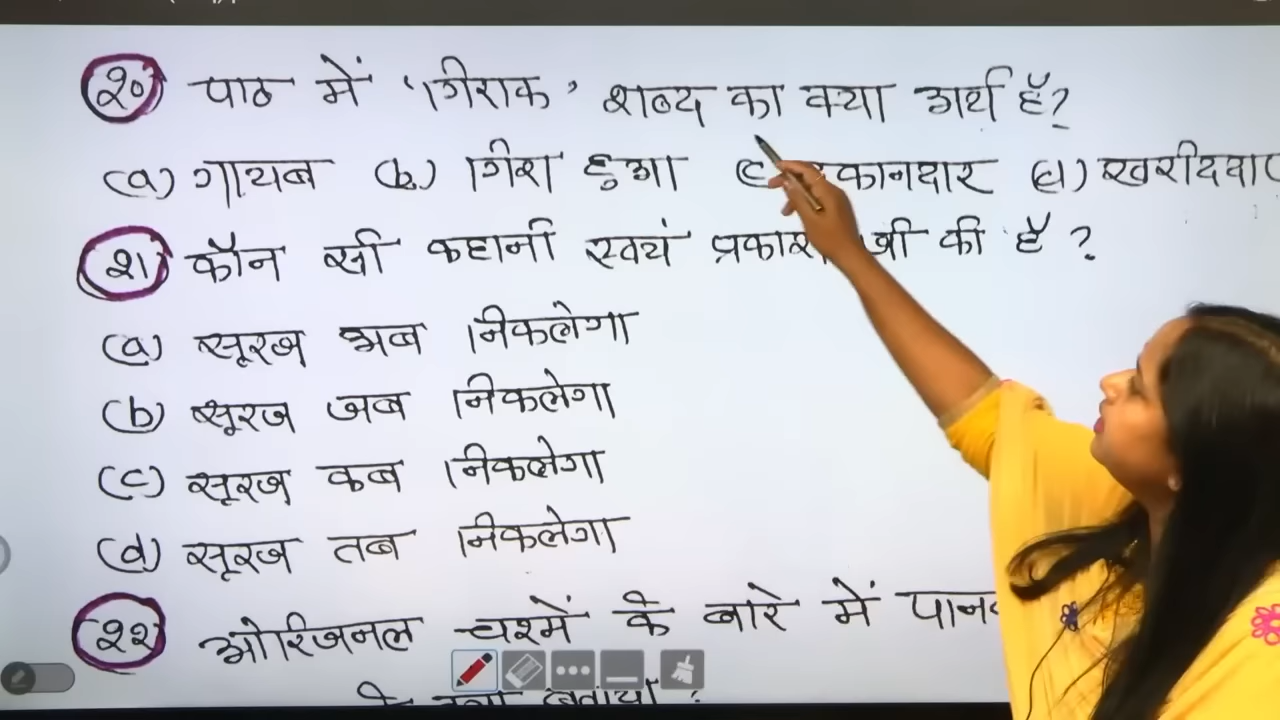 २० पाठ में 'गिराक' शब्द का क्या अर्थ है?
(a) गायब (b) गिरा हुआ (c) दुकानदार (d) खरीददार
२१ कौन सी कहानी स्वयं प्रकाश जी की है ?
(a) सूरज अब निकलेगा
(b) सूरज जब निकलेगा
(c) सूरज कब निकलेगा
(d) सूरज तब निकलेगा
२२ ओरिजनल चश्में के बारे में